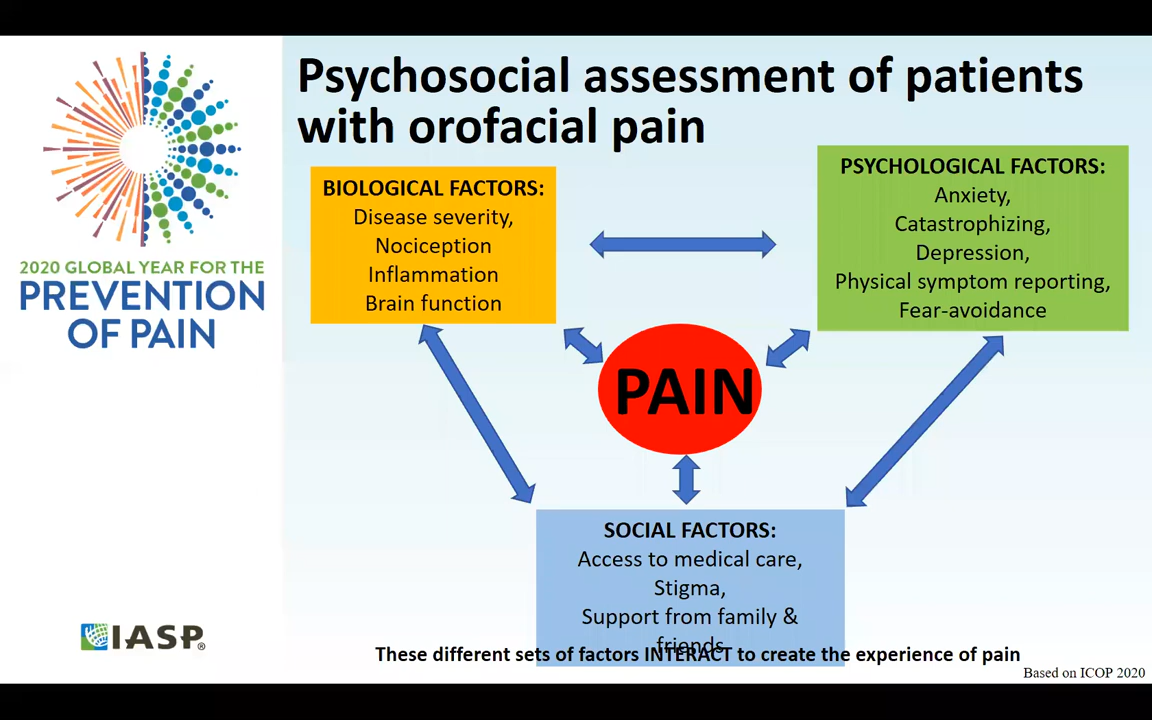 Psychosocial assessment of patients
with orofacial pain
2020 GLOBAL YEAR FOR THE
PREVENTION
OF PAIN
BIOLOGICAL FACTORS:
Disease severity,
Nociception
Inflammation
Brain function
PSYCHOLOGICAL FACTORS:
Anxiety,
Catastrophizing,
Depression,
Physical symptom reporting,
Fear-avoidance
PAIN
SOCIAL FACTORS:
Access to medical care,
Stigma,
Support from family &
friends
These different sets of factors INTERACT to create the experience of pain
IASP®
Based on ICOP 2020